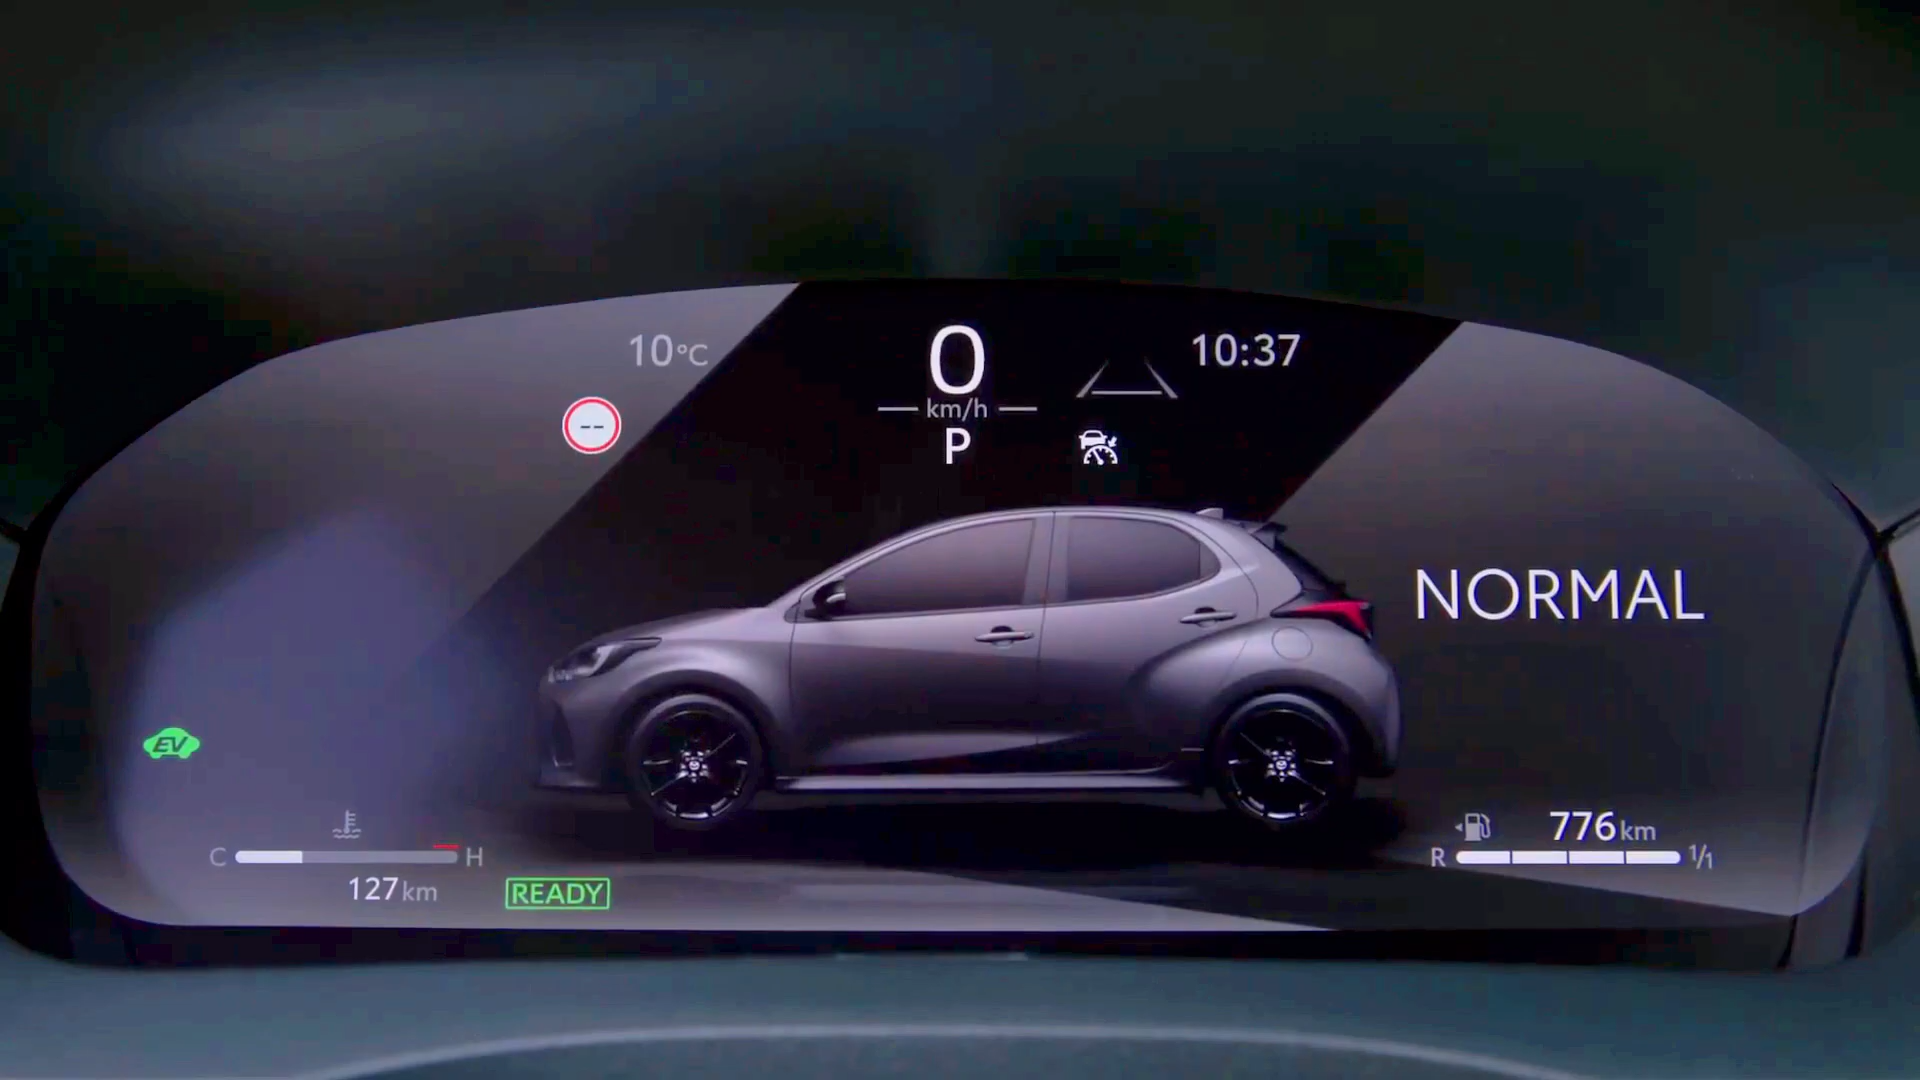 10°C
0
10:37
km/h
--
P
NORMAL
EV
776km
C
H
R
1/1
127km
READY